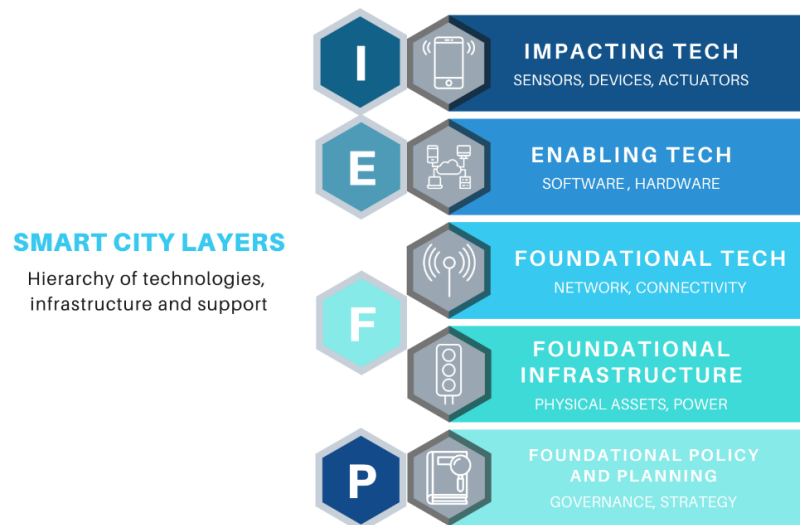 SMART CITY LAYERS
Hierarchy of technologies,
infrastructure and support
I
IMPACTING TECH
SENSORS, DEVICES, ACTUATORS
E
ENABLING TECH
SOFTWARE , HARDWARE
F
FOUNDATIONAL TECH
NETWORK, CONNECTIVITY
FOUNDATIONAL
INFRASTRUCTURE
PHYSICAL ASSETS, POWER
P
FOUNDATIONAL POLICY
AND PLANNING
GOVERNANCE, STRATEGY